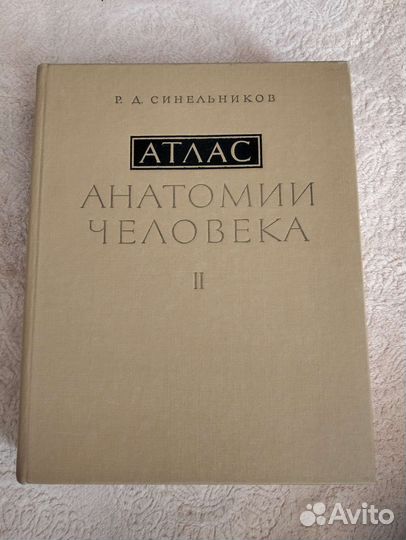 Р. Д. СИНЕЛЬНИКОВ
АТЛАС
АНАТОМИИ
ЧЕЛОВЕКА
II
Avito